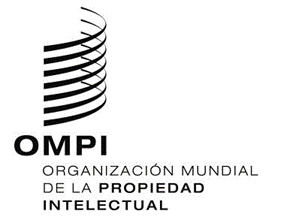 OMPI
ORGANIZACIÓN MUNDIAL
DE LA PROPIEDAD
INTELECTUAL